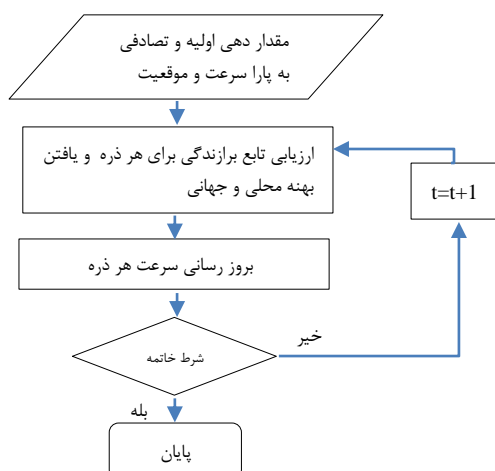 مقدار دهی اولیه و تصادفی
به پارا سرعت و موقعیت
ارزیابی تابع برازندگی برای هر ذره و یافتن
بهنه محلی و جهانی
t=t+1
بروز رسانی سرعت هر ذره
شرط خاتمه
خیر
بله
پایان